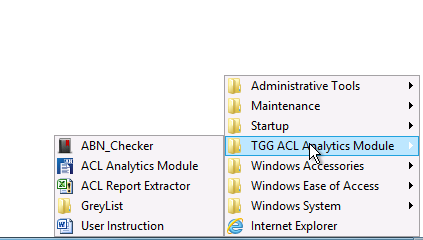 Administrative Tools
Maintenance
Startup
TGG ACL Analytics Module
Windows Accessories
Windows Ease of Access
Windows System
Internet Explorer
ABN_Checker
ACL Analytics Module
ACL Report Extractor
GreyList
User Instruction